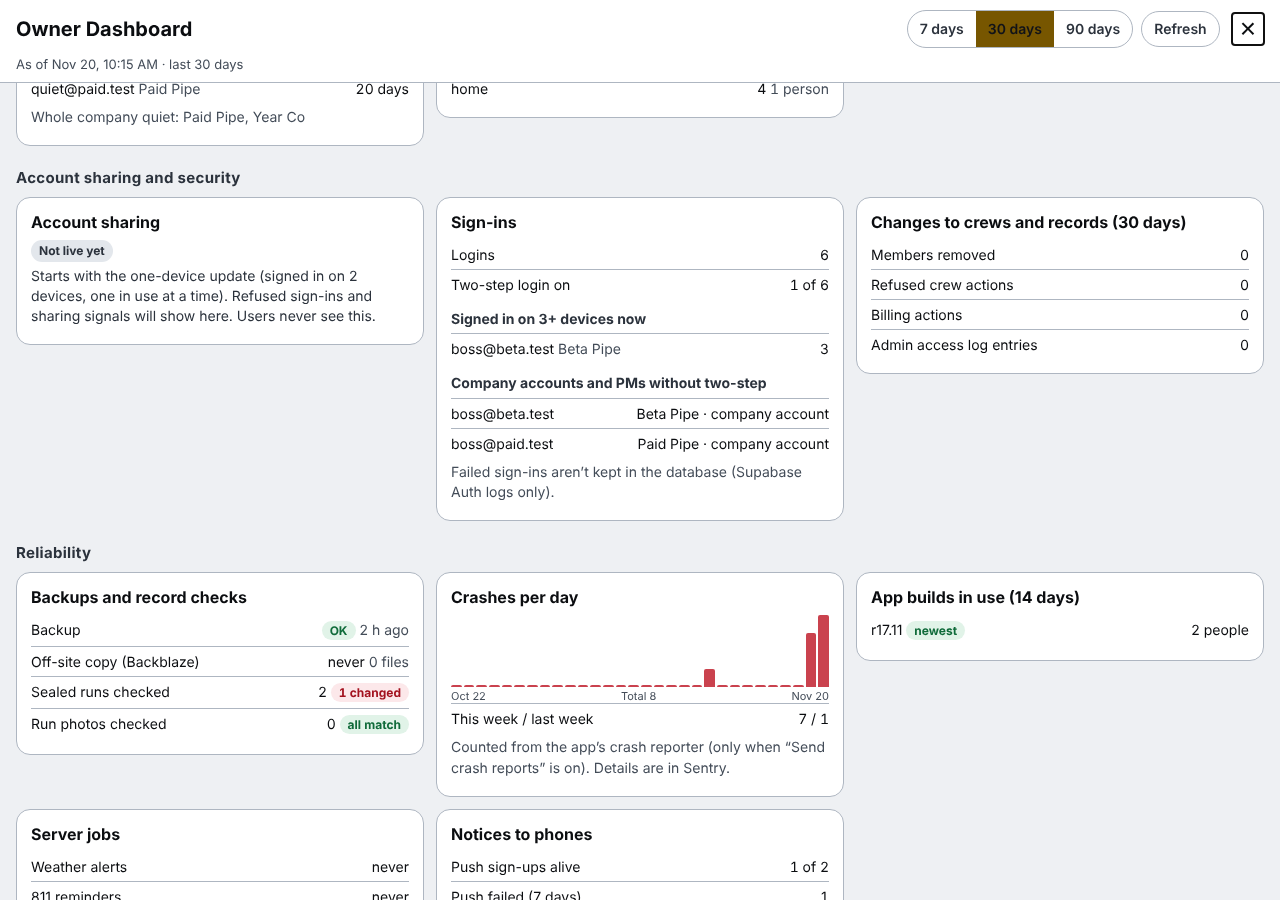 Owner Dashboard
7 days
30 days
90 days
Refresh
As of Nov 20, 10:15 AM · last 30 days
quiet@paid.test Paid Pipe 20 days
Whole company quiet: Paid Pipe, Year Co
home 4 1 person
Account sharing and security
Account sharing
Not live yet
Starts with the one-device update (signed in on 2
devices, one in use at a time). Refused sign-ins and
sharing signals will show here. Users never see this.
Sign-ins
Logins 6
Two-step login on 1 of 6
Signed in on 3+ devices now
boss@beta.test Beta Pipe 3
Company accounts and PMs without two-step
boss@beta.test Beta Pipe · company account
boss@paid.test Paid Pipe · company account
Failed sign-ins aren’t kept in the database (Supabase
Auth logs only).
Changes to crews and records (30 days)
Members removed 0
Refused crew actions 0
Billing actions 0
Admin access log entries 0
Reliability
Backups and record checks
Backup OK 2 h ago
Off-site copy (Backblaze) never 0 files
Sealed runs checked 2 1 changed
Run photos checked 0 all match
Crashes per day
Oct 22 Total 8 Nov 20
This week / last week 7 / 1
Counted from the app’s crash reporter (only when “Send
crash reports” is on). Details are in Sentry.
App builds in use (14 days)
r17.11 newest 2 people
Server jobs
Weather alerts never
811 reminders never
Notices to phones
Push sign-ups alive 1 of 2
Push failed (7 days) 1